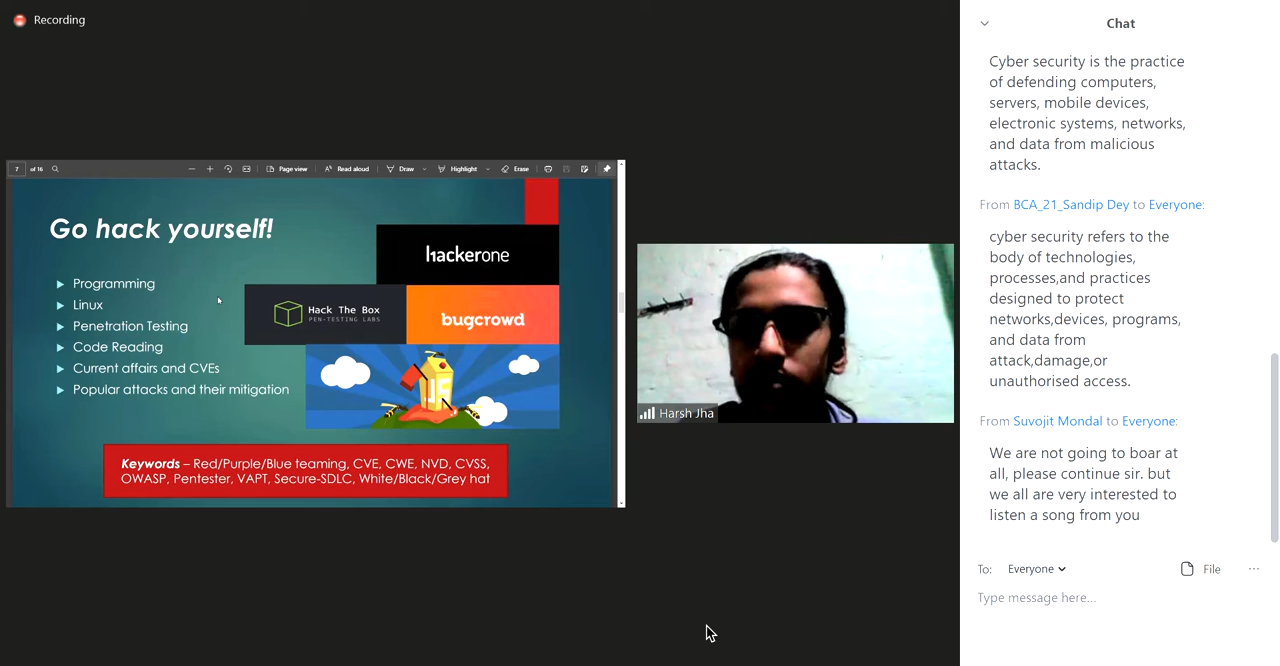 Recording
7 of 16 Page view Read aloud Draw Highlight Erase
Go hack yourself!
Programming
Linux
Penetration Testing
Code Reading
Current affairs and CVEs
Popular attacks and their mitigation
hackerone
Hack The Box
PEN-TESTING LABS
bugcrowd
JS
Keywords – Red/Purple/Blue teaming, CVE, CWE, NVD, CVSS,
OWASP, Pentester, VAPT, Secure-SDLC, White/Black/Grey hat
Harsh Jha
Chat
Cyber security is the practice
of defending computers,
servers, mobile devices,
electronic systems, networks,
and data from malicious
attacks.
From BCA_21_Sandip Dey to Everyone:
cyber security refers to the
body of technologies,
processes,and practices
designed to protect
networks,devices, programs,
and data from
attack,damage,or
unauthorised access.
From Suvojit Mondal to Everyone:
We are not going to boar at
all, please continue sir. but
we all are very interested to
listen a song from you
To: Everyone File ...
Type message here...